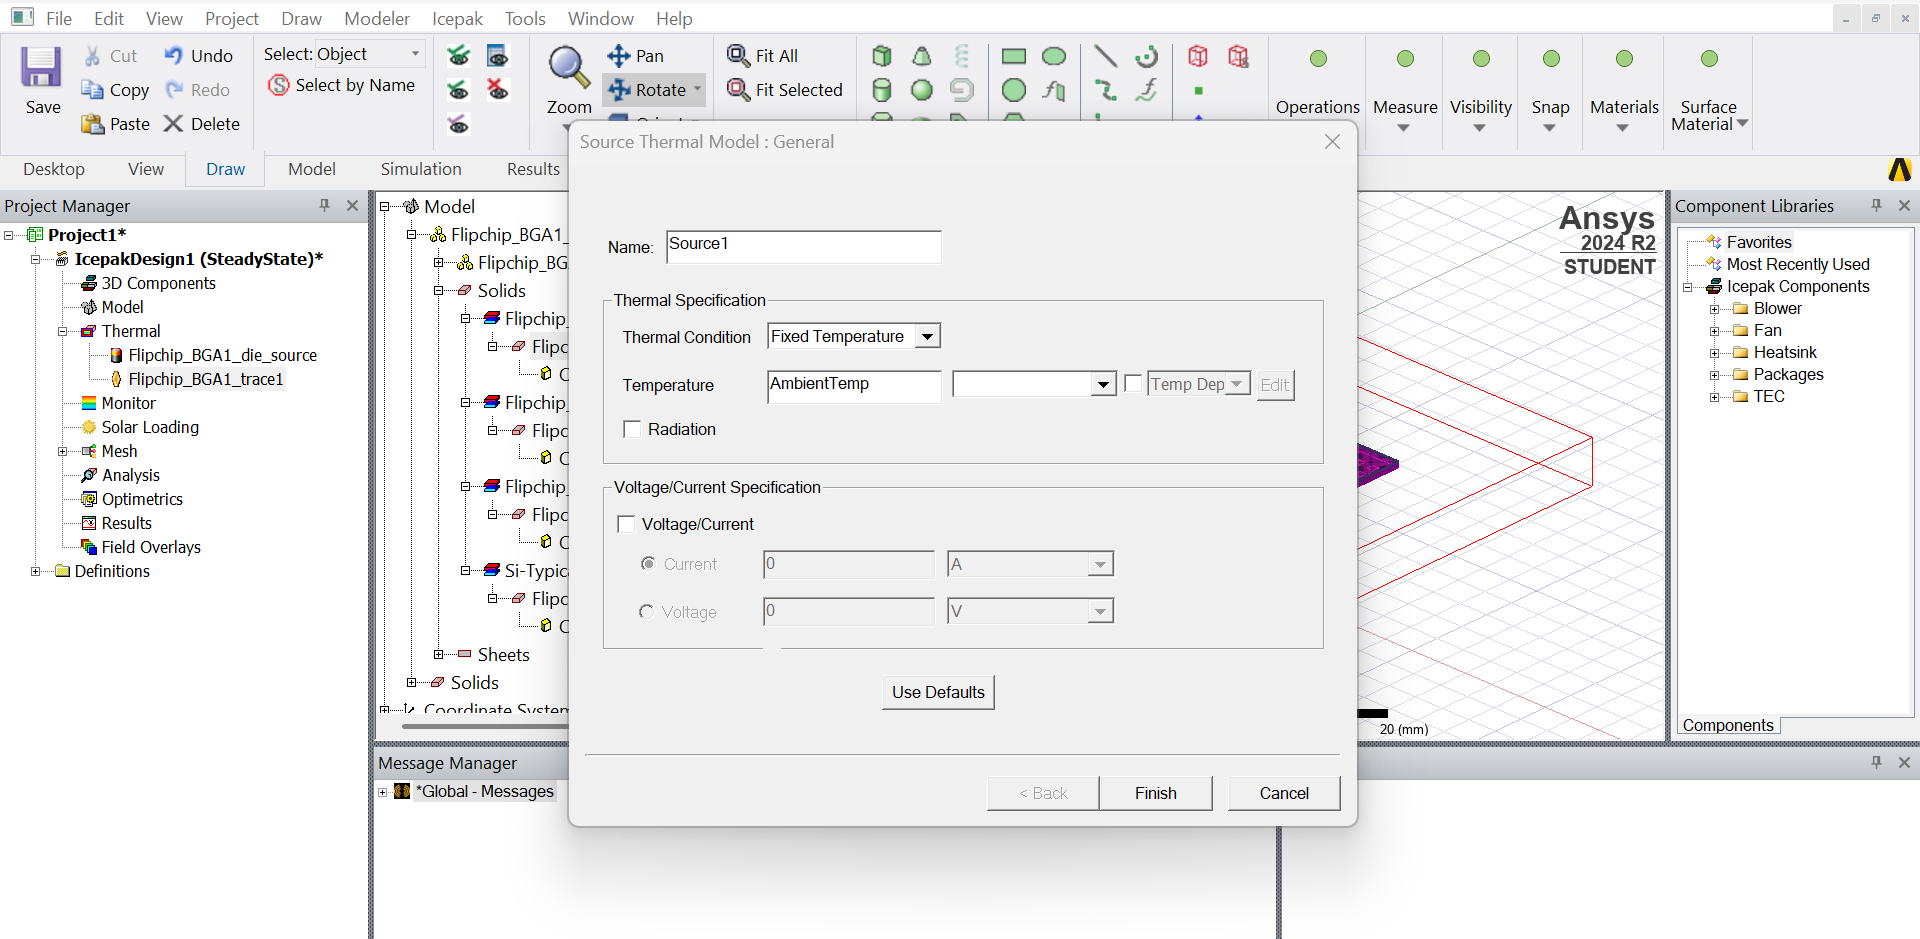 File Edit View Project Draw Modeler Icepak Tools Window Help
Save
Cut
Copy
Paste
Undo
Redo
Delete
Select: Object
Select by Name
Zoom
Pan
Rotate
Fit All
Fit Selected
Operations
Measure
Visibility
Snap
Materials
Surface
Material
Desktop View Draw Model Simulation Results
Project Manager
Project1*
IcepakDesign1 (SteadyState)*
3D Components
Model
Thermal
Flipchip_BGA1_die_source
Flipchip_BGA1_trace1
Monitor
Solar Loading
Mesh
Analysis
Optimetrics
Results
Field Overlays
Definitions
Model
Flipchip_BGA1_
Flipchip_BG
Solids
Flipchip_
Flipc
C
Flipchip_
Flipc
C
Flipchip_
Flipc
C
Si-Typica
Flipc
C
Sheets
Solids
Coordinate System
Source Thermal Model : General
Name: Source1
Thermal Specification
Thermal Condition Fixed Temperature
Temperature AmbientTemp Temp Dep Edit
Radiation
Voltage/Current Specification
Voltage/Current
Current 0 A
Voltage 0 V
Use Defaults
< Back Finish Cancel
Ansys
2024 R2
STUDENT
20 (mm)
Component Libraries
Favorites
Most Recently Used
Icepak Components
Blower
Fan
Heatsink
Packages
TEC
Components
Message Manager
*Global - Messages